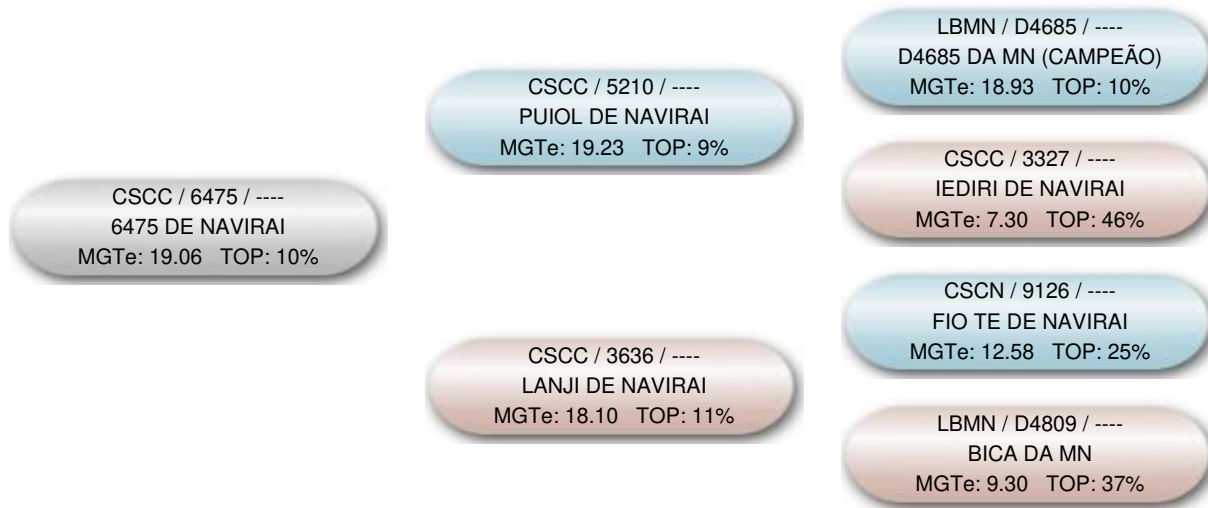 CSCC / 6475 / ----
6475 DE NAVIRAI
MGTe: 19.06 TOP: 10%
CSCC / 5210 / ----
PUIOL DE NAVIRAI
MGTe: 19.23 TOP: 9%
CSCC / 3636 / ----
LANJI DE NAVIRAI
MGTe: 18.10 TOP: 11%
LBMN / D4685 / ----
D4685 DA MN (CAMPEÃO)
MGTe: 18.93 TOP: 10%
CSCC / 3327 / ----
IEDIRI DE NAVIRAI
MGTe: 7.30 TOP: 46%
CSCN / 9126 / ----
FIO TE DE NAVIRAI
MGTe: 12.58 TOP: 25%
LBMN / D4809 / ----
BICA DA MN
MGTe: 9.30 TOP: 37%